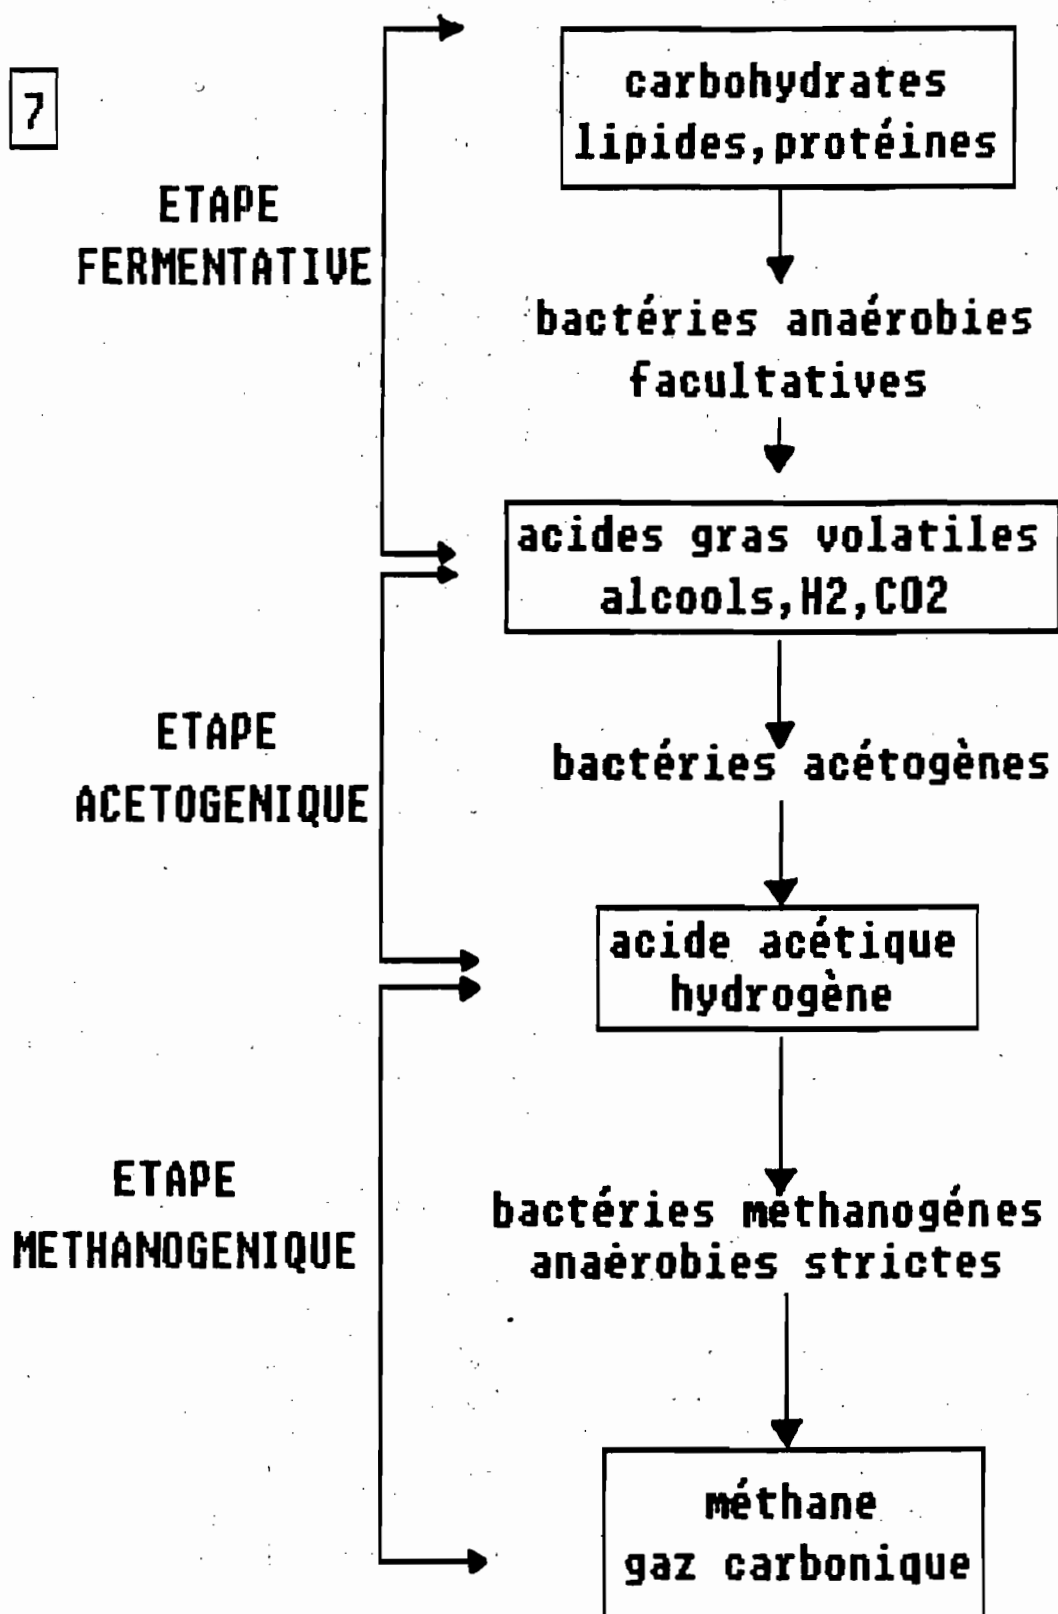 7
carbohydrates
lipides,protéines
ETAPE
FERMENTATIVE
bactéries anaérobies
facultatives
acides gras volatiles
alcools,H2,CO2
ETAPE
ACETOGENIQUE
bactéries acétogènes
acide acétique
hydrogène
ETAPE
METHANOGENIQUE
bactéries méthanogénes
anaérobies strictes
méthane
gaz carbonique